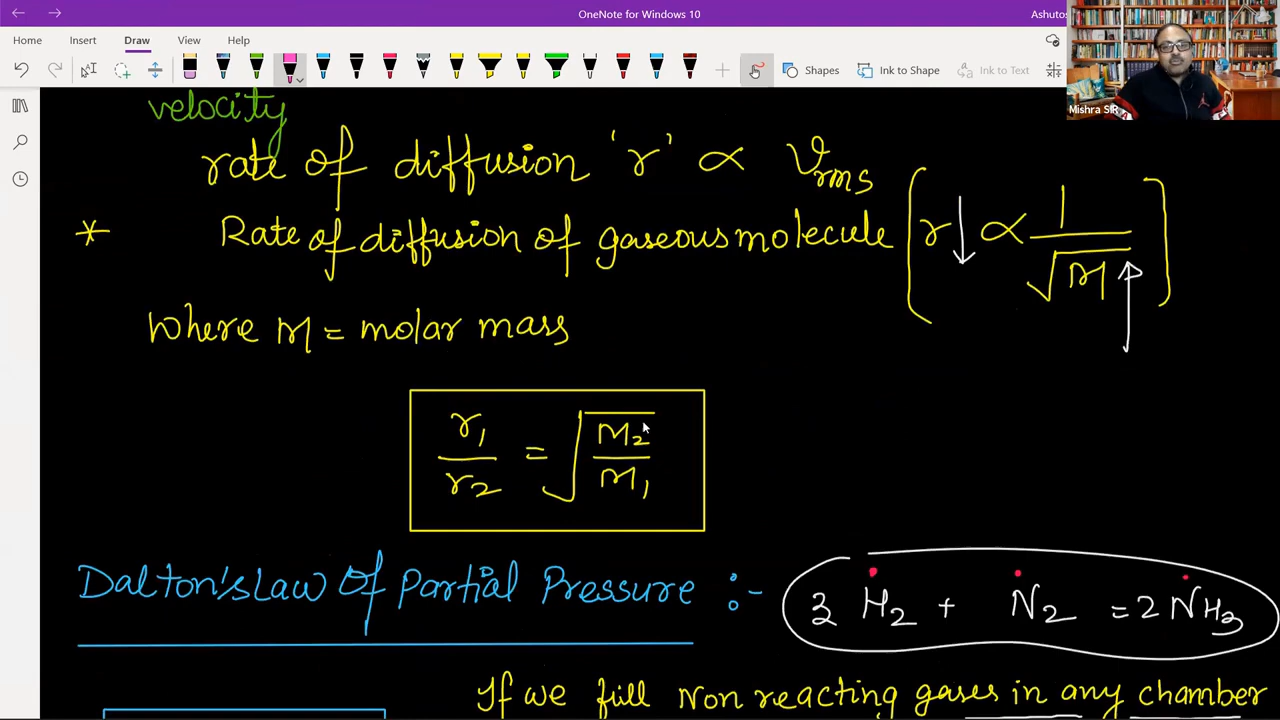 OneNote for Windows 10
Ashutos
Home Insert Draw View Help
Shapes Ink to Shape Ink to Text
Mishra SIR
velocity
rate of diffusion 'r' ∝ Vrms
* Rate of diffusion of gaseous molecule [ r ↓ ∝ 1/√M ↑ ]
Where M = molar mass
r1/r2 = √(M2/M1)
Dalton's Law Of Partial Pressure :-
3 H2 + N2 = 2 NH3
If we fill Non reacting gases in any chamber